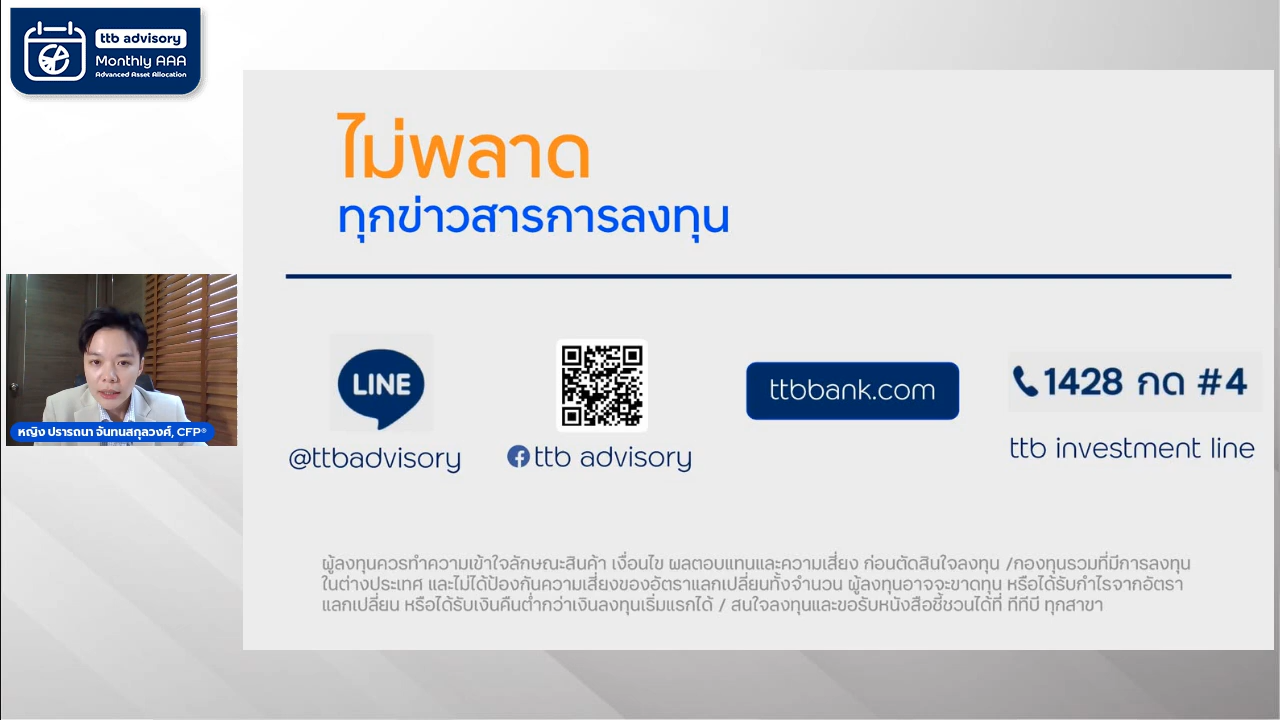 ttb advisory
Monthly AAA
Advanced Asset Allocation
ไม่พลาด
ทุกข่าวสารการลงทุน
LINE
@ttbadvisory
ttb advisory
ttbbank.com
1428 กด #4
ttb investment line
หญิง ปรารถนา จันทนสกุลวงศ์, CFP®
ผู้ลงทุนควรทำความเข้าใจลักษณะสินค้า เงื่อนไข ผลตอบแทนและความเสี่ยง ก่อนตัดสินใจลงทุน /กองทุนรวมที่มีการลงทุน
ในต่างประเทศ และไม่ได้ป้องกันความเสี่ยงของอัตราแลกเปลี่ยนทั้งจำนวน ผู้ลงทุนอาจจะขาดทุน หรือได้รับกำไรจากอัตรา
แลกเปลี่ยน หรือได้รับเงินคืนต่ำกว่าเงินลงทุนเริ่มแรกได้ / สนใจลงทุนและขอรับหนังสือชี้ชวนได้ที่ ทีทีบี ทุกสาขา